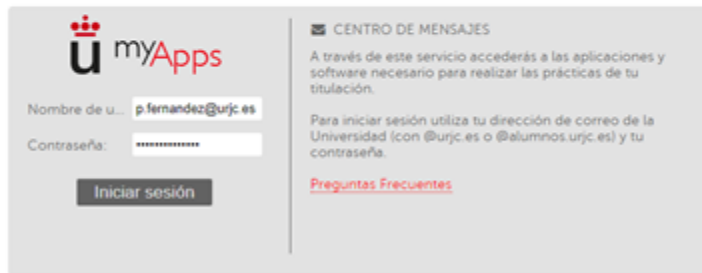 u myApps
Nombre de u... p.fernandez@urjc.es
Contraseña: ••••••••••••••
Iniciar sesión
CENTRO DE MENSAJES
A través de este servicio accederás a las aplicaciones y
software necesario para realizar las prácticas de tu
titulación.
Para iniciar sesión utiliza tu dirección de correo de la
Universidad (con @urjc.es o @alumnos.urjc.es) y tu
contraseña.
Preguntas Frecuentes